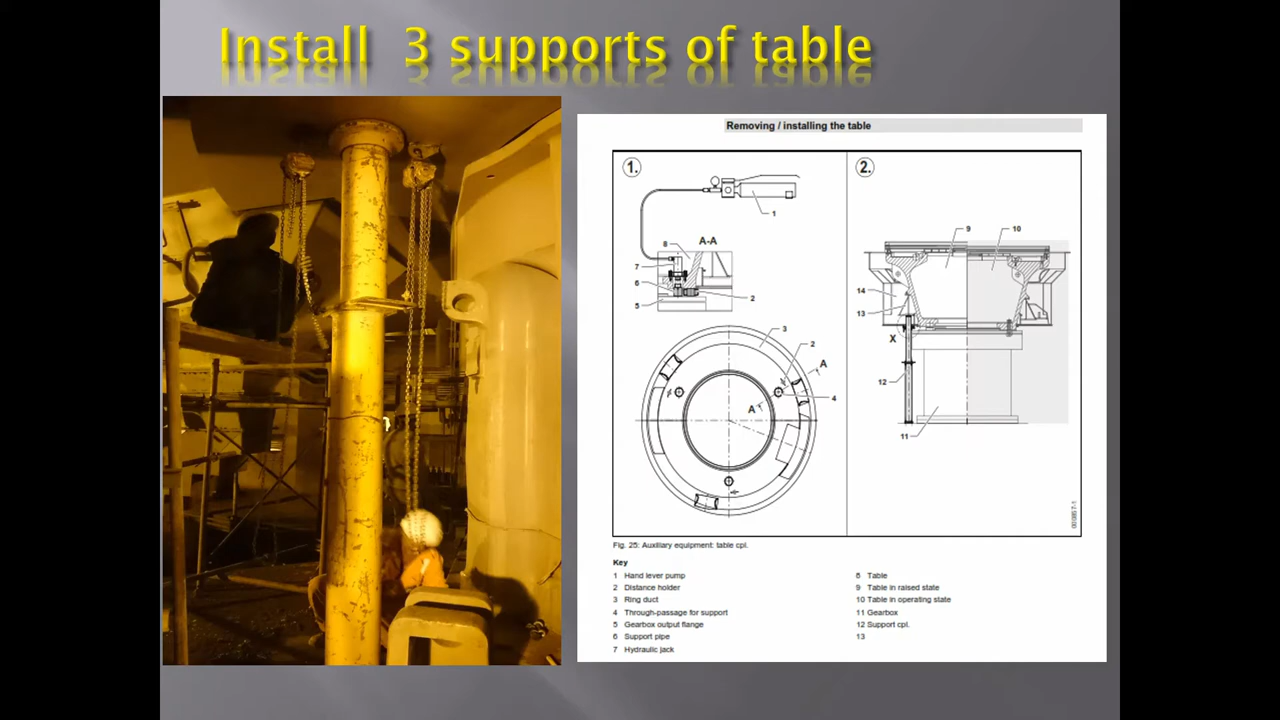 Install 3 supports of table
Removing / installing the table
1.
1
A-A
8
7
6
5
2
3
2
A
4
A
2.
9
10
14
13
X
12
11
000857-1
Fig. 25: Auxiliary equipment: table cpl.
Key
1 Hand lever pump
2 Distance holder
3 Ring duct
4 Through-passage for support
5 Gearbox output flange
6 Support pipe
7 Hydraulic jack
8 Table
9 Table in raised state
10 Table in operating state
11 Gearbox
12 Support cpl.
13